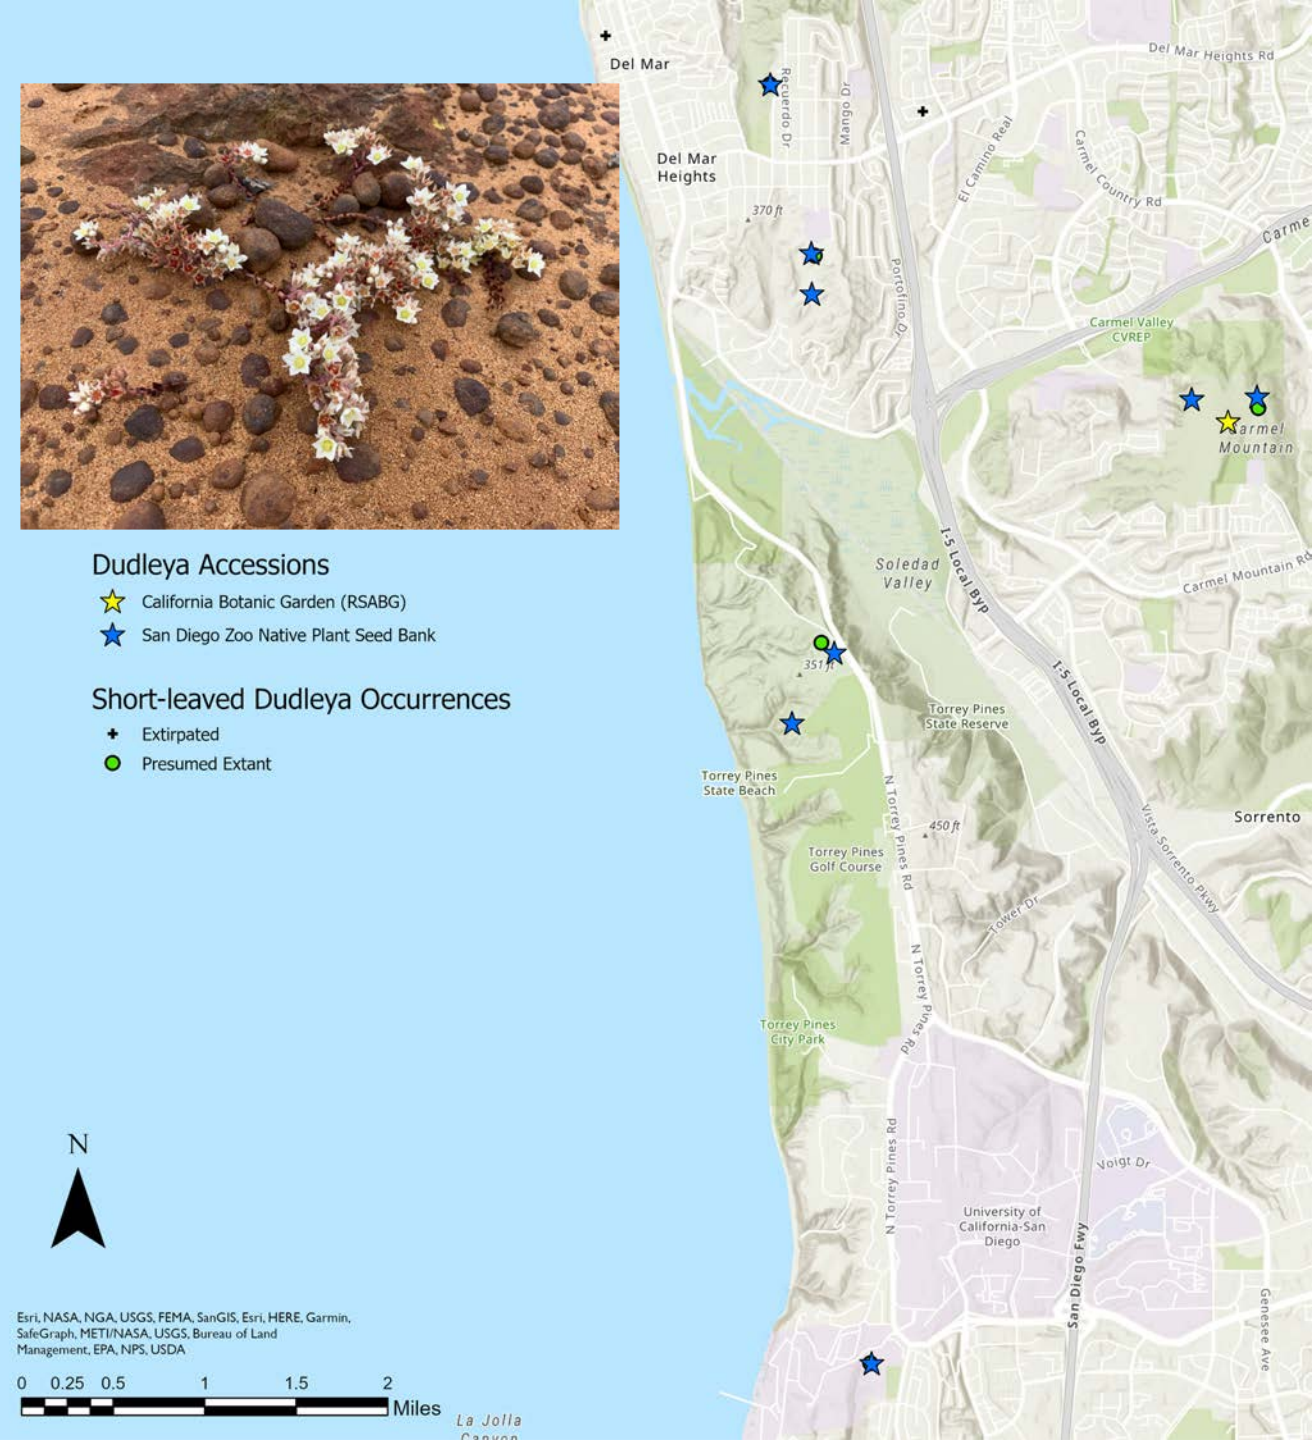 Del Mar
Del Mar Heights Rd
Recuerdo Dr
Mango Dr
El Camino Real
Carmel Country Rd
Del Mar
Heights
370 ft
Carme
Portofino Dr
Carmel Valley
CVREP
armel
Mountain
I-5 Local Byp
Soledad
Valley
Carmel Mountain Rd
Dudleya Accessions
California Botanic Garden (RSABG)
San Diego Zoo Native Plant Seed Bank
351 ft
I-5 Local Byp
Short-leaved Dudleya Occurrences
Extirpated
Presumed Extant
Torrey Pines
State Reserve
Torrey Pines
State Beach
N Torrey Pines Rd
450 ft
Sorrento
Vista Sorrento Pkwy
Torrey Pines
Golf Course
Tower Dr
N Torrey Pines Rd
Torrey Pines
City Park
N
N Torrey Pines Rd
Voigt Dr
University of
California-San
Diego
San Diego Fwy
Genesee Ave
Esri, NASA, NGA, USGS, FEMA, SanGIS, Esri, HERE, Garmin,
SafeGraph, METI/NASA, USGS, Bureau of Land
Management, EPA, NPS, USDA
0 0.25 0.5 1 1.5 2
Miles
La Jolla
Canyon